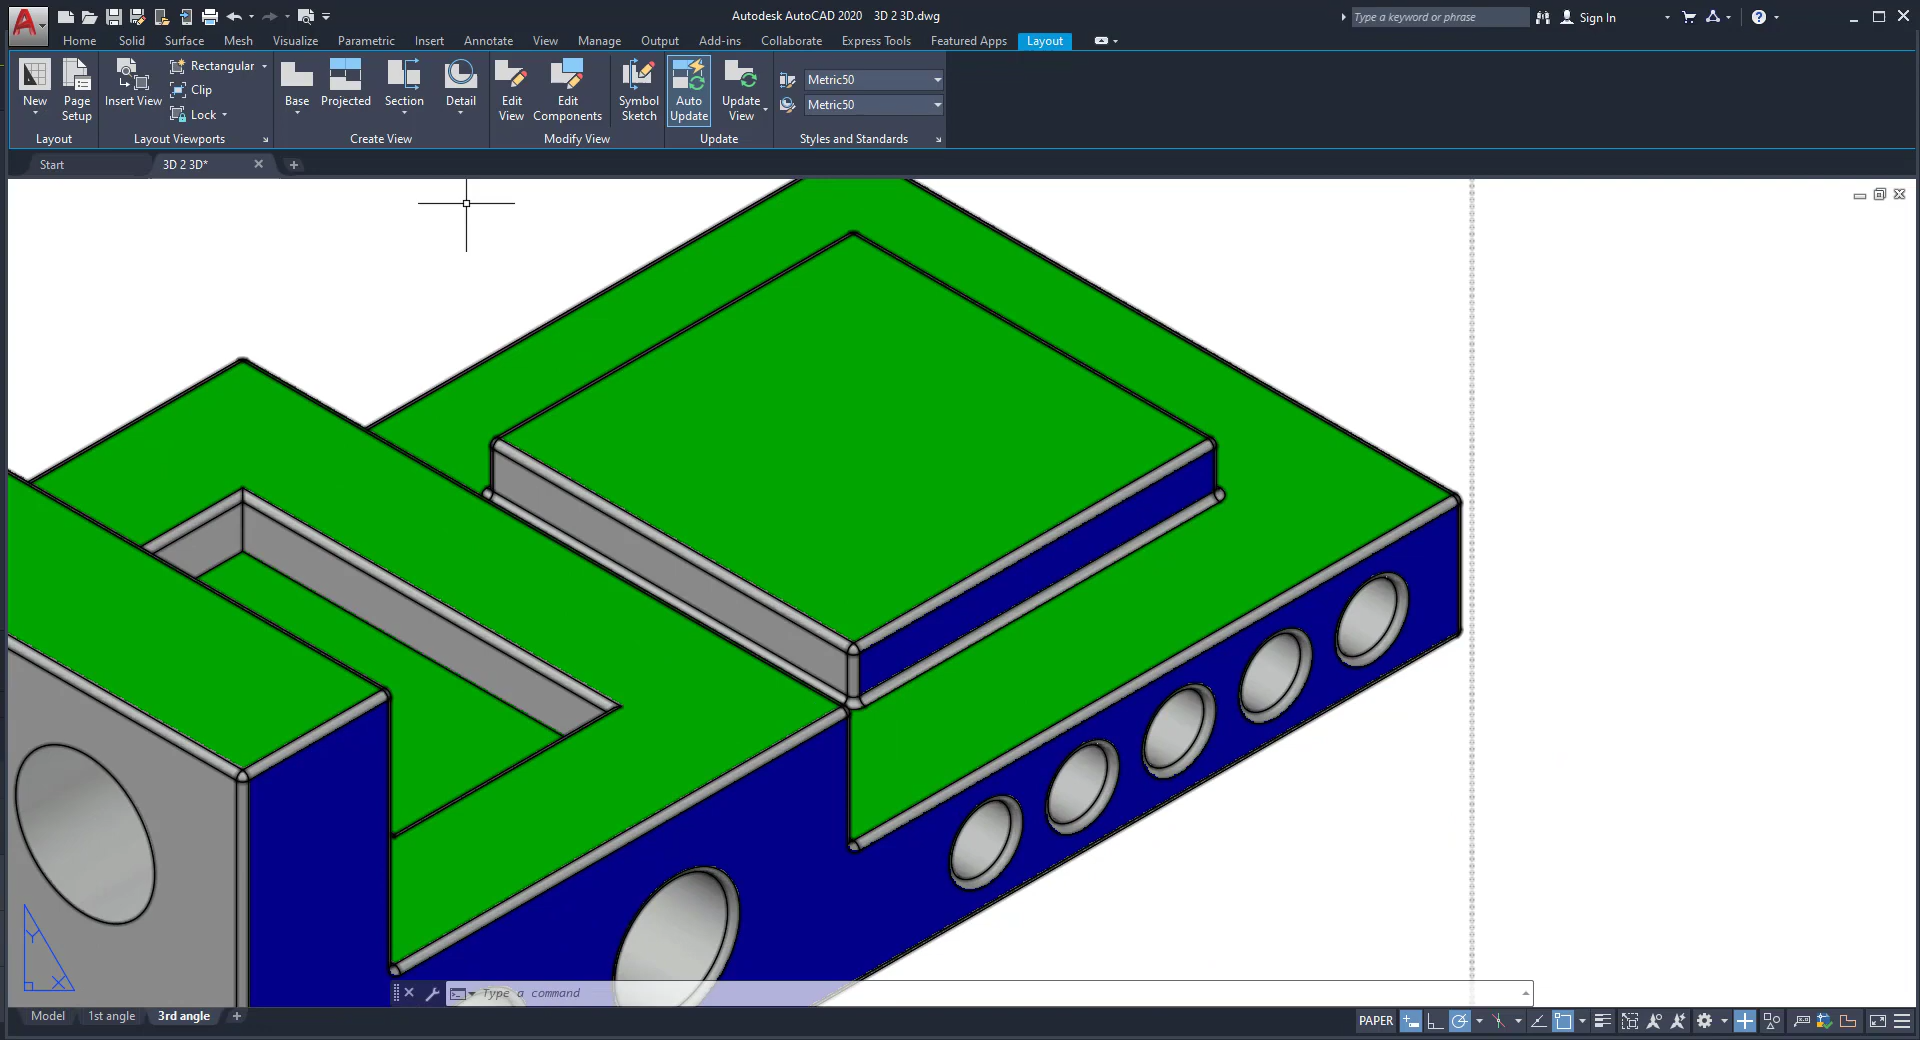 Autodesk AutoCAD 2020 3D 2 3D.dwg
Type a keyword or phrase
Sign In
Home Solid Surface Mesh Visualize Parametric Insert Annotate View Manage Output Add-ins Collaborate Express Tools Featured Apps Layout
New
Page Setup
Insert View
Rectangular
Clip
Lock
Base
Projected
Section
Detail
Edit View
Edit Components
Symbol Sketch
Auto Update
Update View
Metric50
Metric50
Layout
Layout Viewports
Create View
Modify View
Update
Styles and Standards
Start
3D 2 3D*
Y
X
Type a command
Model
1st angle
3rd angle
PAPER